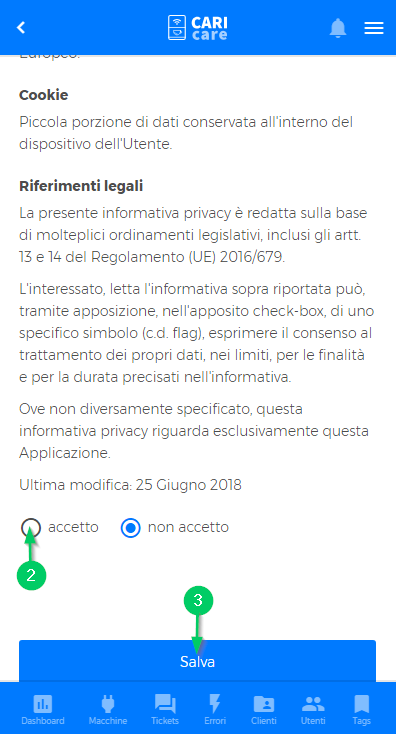 CARI
care
Europeo.
Cookie
Piccola porzione di dati conservata all'interno del
dispositivo dell'Utente.
Riferimenti legali
La presente informativa privacy è redatta sulla base
di molteplici ordinamenti legislativi, inclusi gli artt.
13 e 14 del Regolamento (UE) 2016/679.
L'interessato, letta l'informativa sopra riportata può,
tramite apposizione, nell'apposito check-box, di uno
specifico simbolo (c.d. flag), esprimere il consenso al
trattamento dei propri dati, nei limiti, per le finalità
e per la durata precisati nell'informativa.
Ove non diversamente specificato, questa
informativa privacy riguarda esclusivamente questa
Applicazione.
Ultima modifica: 25 Giugno 2018
accetto non accetto
2
3
Salva
Dashboard Macchine Tickets Errori Clienti Utenti Tags